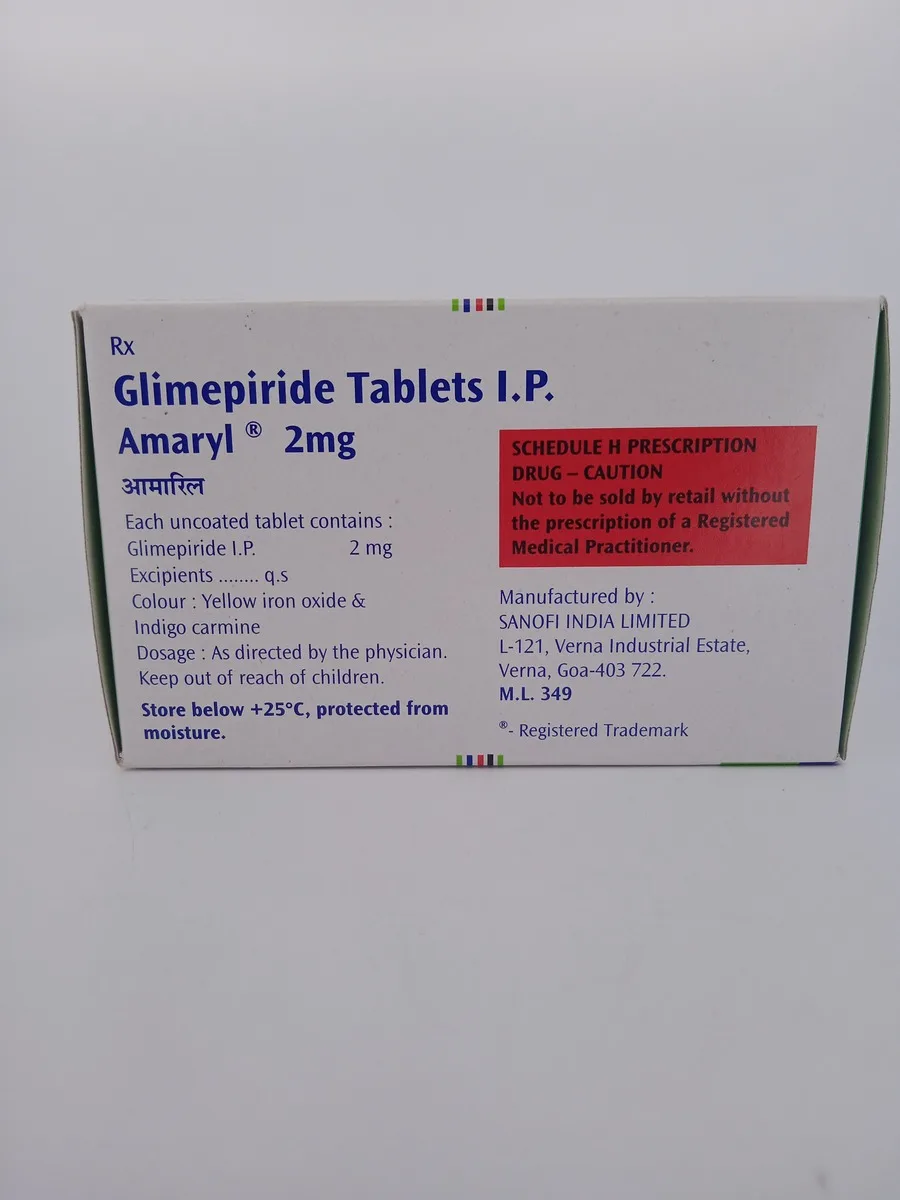 Rx
Glimepiride Tablets I.P.
Amaryl ® 2mg
आमारिल
Each uncoated tablet contains :
Glimepiride I.P. 2 mg
Excipients ........ q.s
Colour : Yellow iron oxide &
Indigo carmine
Dosage : As directed by the physician.
Keep out of reach of children.
Store below +25°C, protected from
moisture.
SCHEDULE H PRESCRIPTION
DRUG – CAUTION
Not to be sold by retail without
the prescription of a Registered
Medical Practitioner.
Manufactured by :
SANOFI INDIA LIMITED
L-121, Verna Industrial Estate,
Verna, Goa-403 722.
M.L. 349
®- Registered Trademark